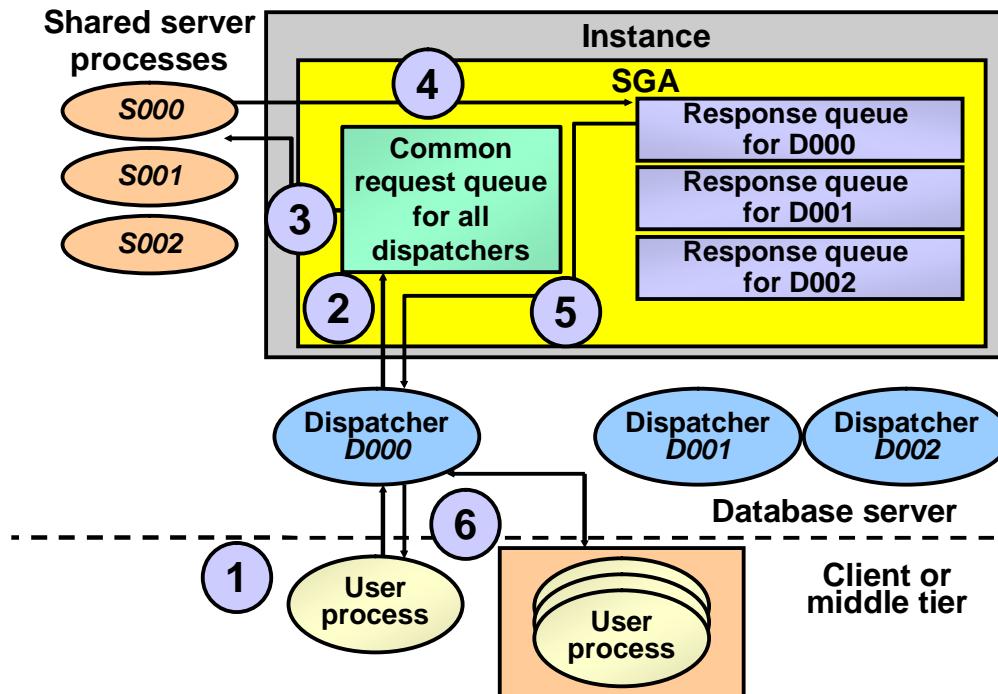 Shared server
processes
S000
S001
S002
Instance
SGA
4
Response queue
for D000
Response queue
for D001
Response queue
for D002
Common
request queue
for all
dispatchers
3
2
5
Dispatcher
D000
Dispatcher
D001
Dispatcher
D002
6
Database server
1
User
process
User
process
Client or
middle tier